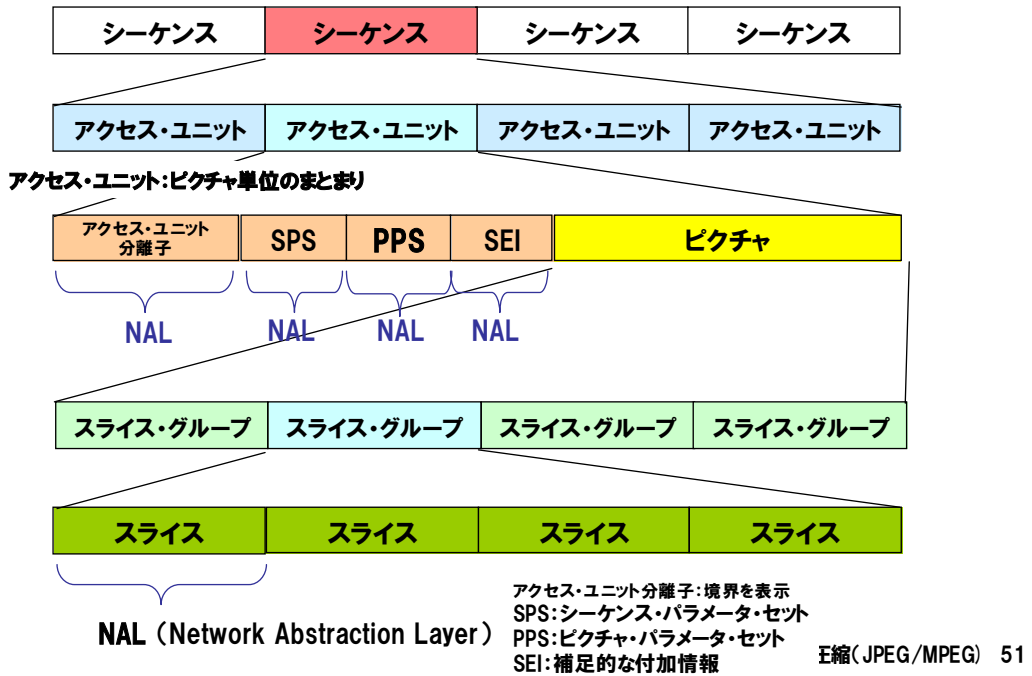 シーケンス シーケンス シーケンス シーケンス
アクセス・ユニット アクセス・ユニット アクセス・ユニット アクセス・ユニット
アクセス・ユニット:ピクチャ単位のまとまり
アクセス・ユニット
分離子
SPS PPS SEI ピクチャ
NAL NAL NAL NAL
スライス・グループ スライス・グループ スライス・グループ スライス・グループ
スライス スライス スライス スライス
NAL (Network Abstraction Layer)
アクセス・ユニット分離子:境界を表示
SPS:シーケンス・パラメータ・セット
PPS:ピクチャ・パラメータ・セット
SEI:補足的な付加情報
圧縮(JPEG/MPEG) 51